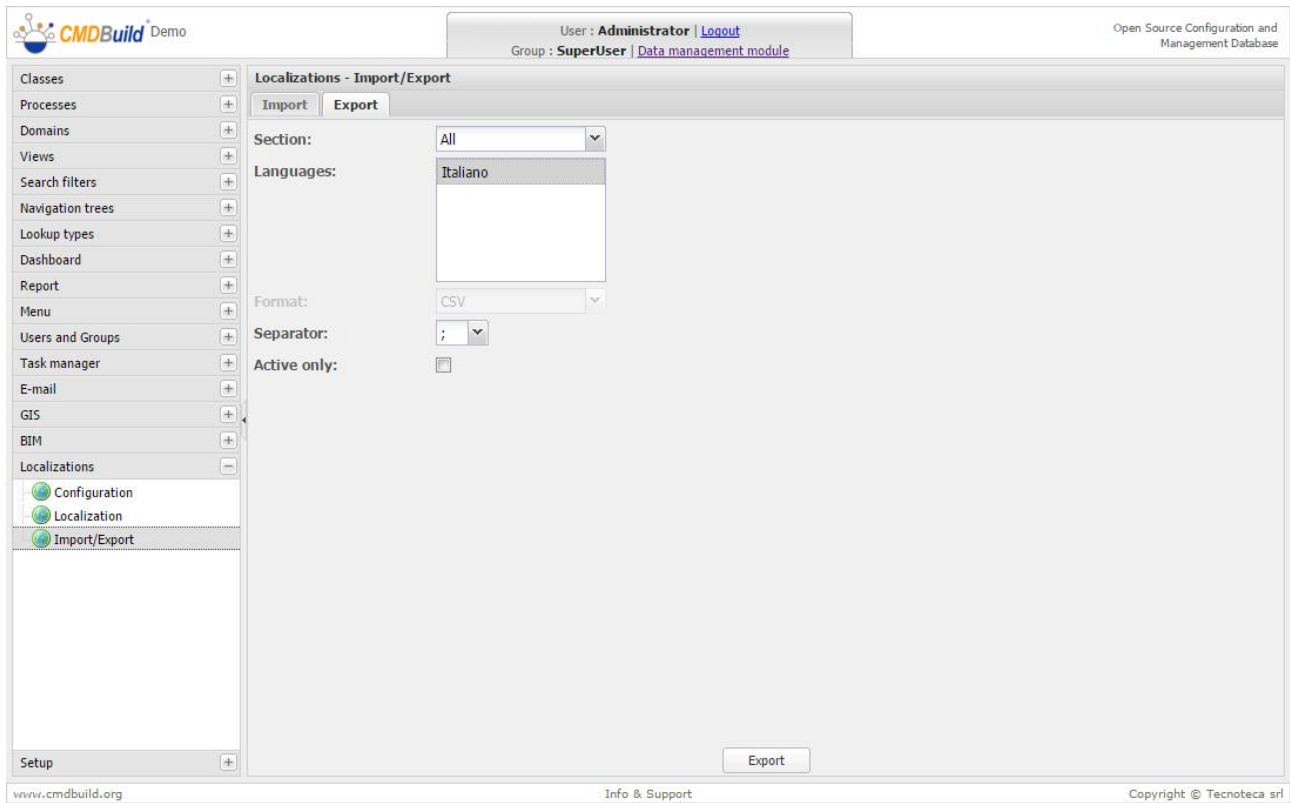 CMDBuild Demo
User : Administrator | Logout
Group : SuperUser | Data management module
Open Source Configuration and
Management Database
Classes
Processes
Domains
Views
Search filters
Navigation trees
Lookup types
Dashboard
Report
Menu
Users and Groups
Task manager
E-mail
GIS
BIM
Localizations
Configuration
Localization
Import/Export
Setup
Localizations - Import/Export
Import Export
Section: All
Languages: Italiano
Format: CSV
Separator: ;
Active only:
Export
www.cmdbuild.org Info & Support Copyright © Tecnoteca srl